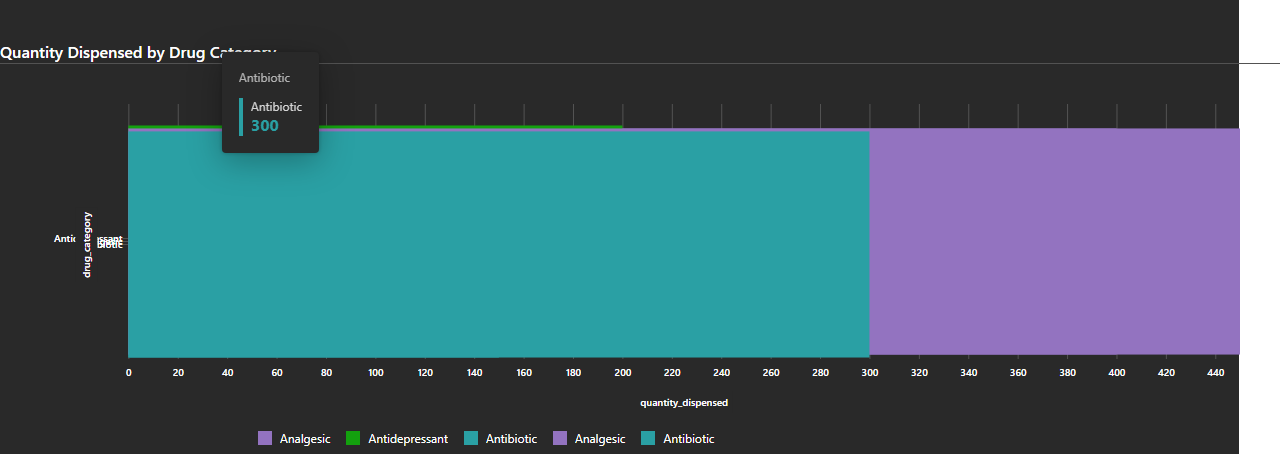 Quantity Dispensed by Drug Category
Antibiotic
Antibiotic
300
drug_category
0 20 40 60 80 100 120 140 160 180 200 220 240 260 280 300 320 340 360 380 400 420 440
quantity_dispensed
Analgesic Antidepressant Antibiotic Analgesic Antibiotic